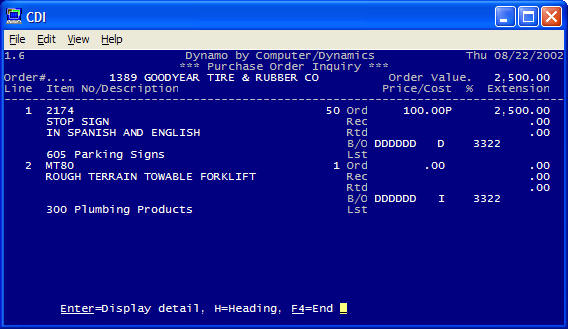 CDI
File Edit View Help
1.6 Dynamo by Computer/Dynamics Thu 08/22/2002
*** Purchase Order Inquiry ***
Order#.... 1389 GOODYEAR TIRE & RUBBER CO Order Value. 2,500.00
Line Item No/Description Price/Cost % Extension
1 2174 50 Ord 100.00P 2,500.00
STOP SIGN Rec .00
IN SPANISH AND ENGLISH Rtd .00
B/O DDDDDD D 3322
605 Parking Signs Lst
2 MT80 1 Ord .00 .00
ROUGH TERRAIN TOWABLE FORKLIFT Rec .00
Rtd .00
B/O DDDDDD I 3322
300 Plumbing Products Lst
Enter=Display detail, H=Heading, F4=End